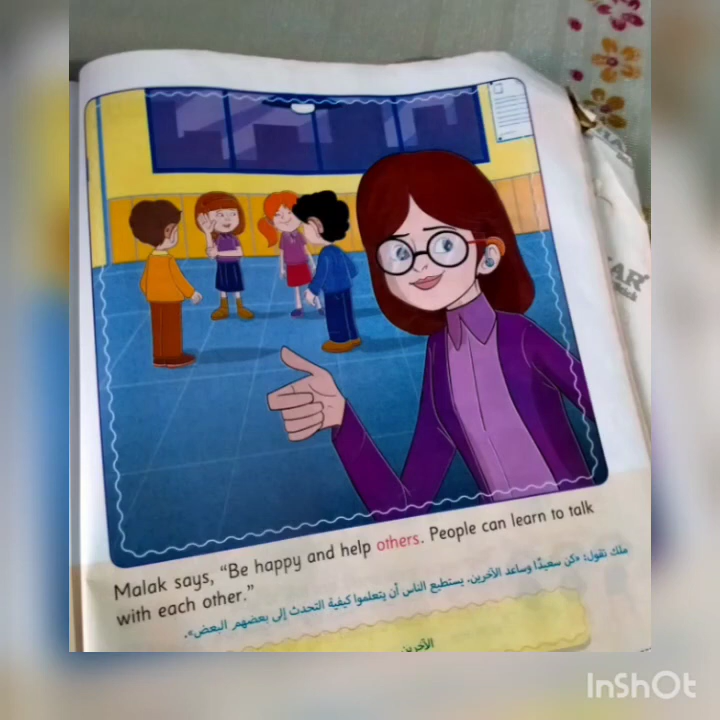 Malak says, "Be happy and help others. People can learn to talk
with each other."
ملك تقول: «كن سعيدًا وساعد الآخرين. يستطيع الناس أن يتعلموا كيفية التحدث إلى بعضهم البعض».
الآخرين
InShOt